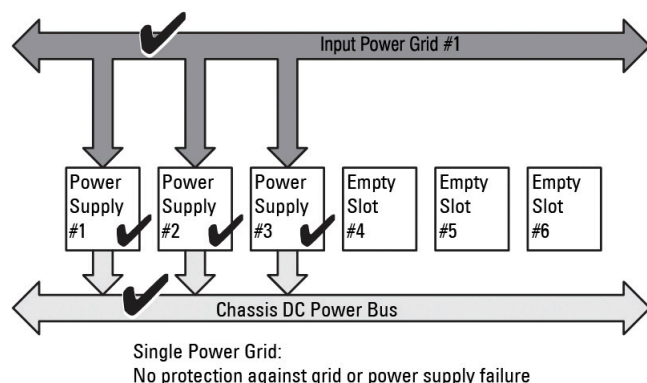 Input Power Grid #1
Power
Supply
#1
Power
Supply
#2
Power
Supply
#3
Empty
Slot
#4
Empty
Slot
#5
Empty
Slot
#6
Chassis DC Power Bus
Single Power Grid:
No protection against grid or power supply failure